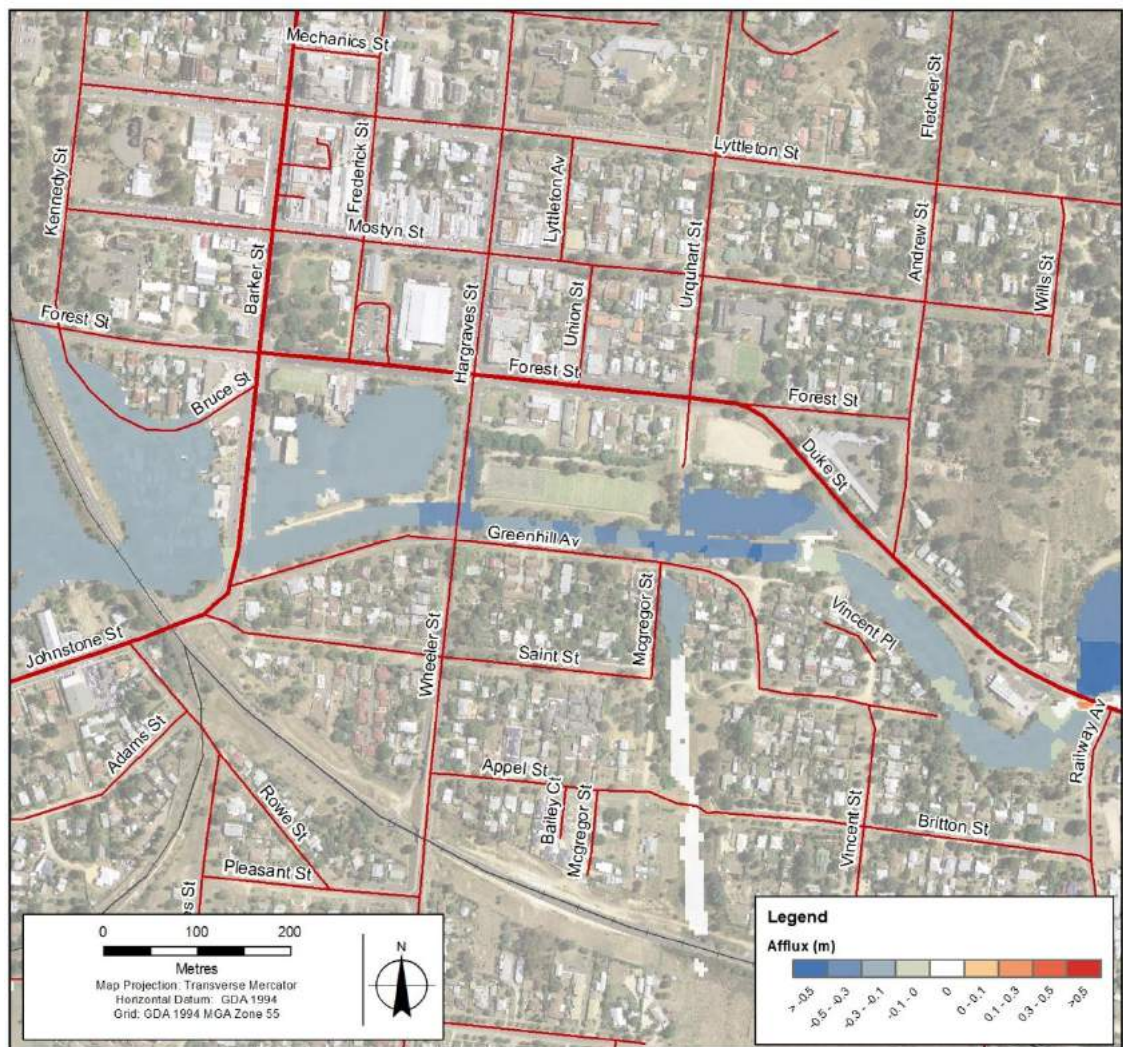 Mechanics St
Fletcher St
Kennedy St
Frederick St
Lyttleton St
Lyttleton Av
Mostyn St
Barker St
Urquhart St
Andrew St
Wills St
Hargraves St
Union St
Forest St
Forest St
Forest St
Bruce St
Duke St
Greenhill Av
Mcgregor St
Vincent Pl
Johnstone St
Saint St
Wheeler St
Railway Av
Adams St
Appel St
Rowe St
Bailey Ct
Mcgregor St
Vincent St
Britton St
Pleasant St
es St
0 100 200
Metres
Map Projection: Transverse Mercator
Horizontal Datum: GDA 1994
Grid: GDA 1994 MGA Zone 55
N
Legend
Afflux (m)
> -0.5
-0.5 - -0.3
-0.3 - -0.1
-0.1 - 0
0
0 - 0.1
0.1 - 0.3
0.3 - 0.5
>0.5